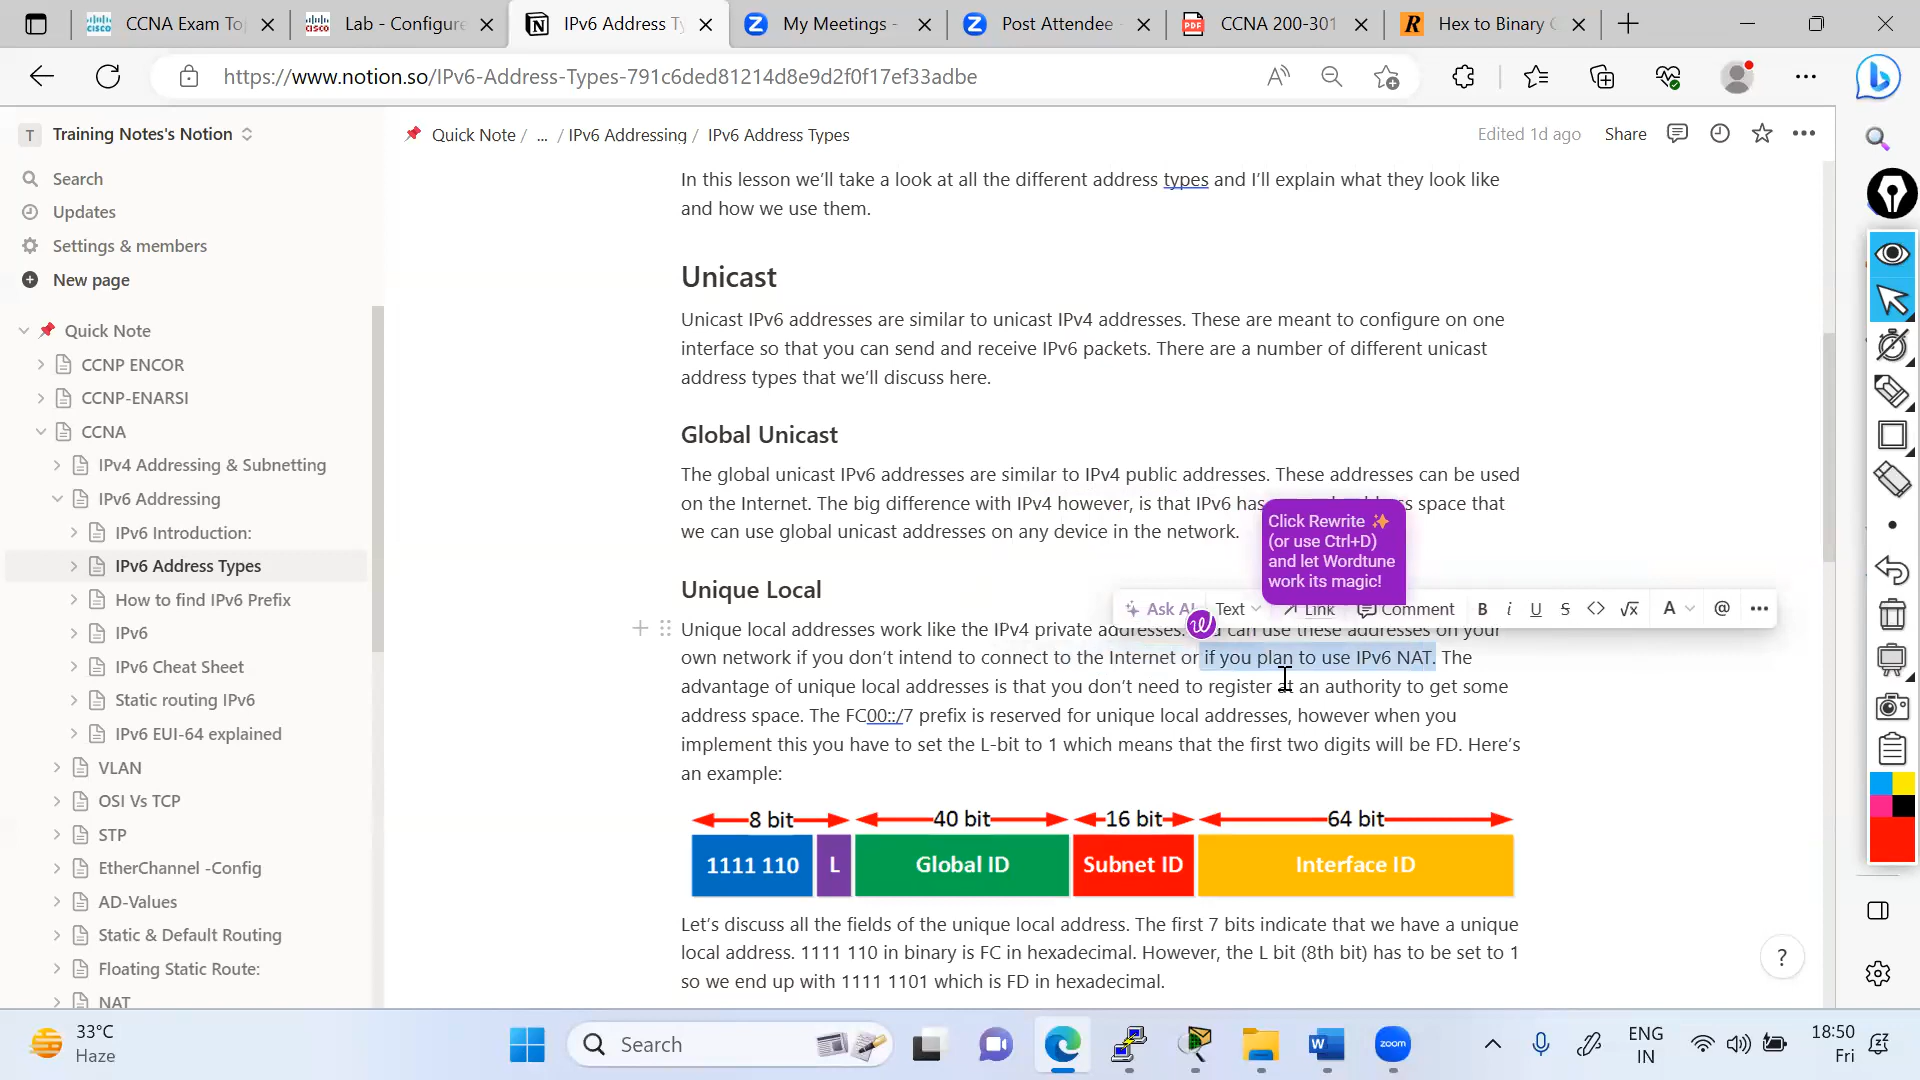 CCNA Exam To
Lab - Configure
IPv6 Address Ty
My Meetings -
Post Attendee -
CCNA 200-301
Hex to Binary C
https://www.notion.so/IPv6-Address-Types-791c6ded81214d8e9d2f0f17ef33adbe
T Training Notes's Notion
Quick Note / ... / IPv6 Addressing / IPv6 Address Types
Edited 1d ago Share
Search
Updates
Settings & members
New page
Quick Note
CCNP ENCOR
CCNP-ENARSI
CCNA
IPv4 Addressing & Subnetting
IPv6 Addressing
IPv6 Introduction:
IPv6 Address Types
How to find IPv6 Prefix
IPv6
IPv6 Cheat Sheet
Static routing IPv6
IPv6 EUI-64 explained
VLAN
OSI Vs TCP
STP
EtherChannel -Config
AD-Values
Static & Default Routing
Floating Static Route:
NAT
In this lesson we'll take a look at all the different address types and I'll explain what they look like
and how we use them.
Unicast
Unicast IPv6 addresses are similar to unicast IPv4 addresses. These are meant to configure on one
interface so that you can send and receive IPv6 packets. There are a number of different unicast
address types that we'll discuss here.
Global Unicast
The global unicast IPv6 addresses are similar to IPv4 public addresses. These addresses can be used
on the Internet. The big difference with IPv4 however, is that IPv6 has space that
we can use global unicast addresses on any device in the network.
Click Rewrite ✨
(or use Ctrl+D)
and let Wordtune
work its magic!
Ask AI Text Link Comment B i U S <> √x A @ •••
Unique Local
Unique local addresses work like the IPv4 private addresses. can use these addresses on your
own network if you don't intend to connect to the Internet or if you plan to use IPv6 NAT. The
advantage of unique local addresses is that you don't need to register at an authority to get some
address space. The FC00::/7 prefix is reserved for unique local addresses, however when you
implement this you have to set the L-bit to 1 which means that the first two digits will be FD. Here's
an example:
8 bit 40 bit 16 bit 64 bit
1111 110 L Global ID Subnet ID Interface ID
Let's discuss all the fields of the unique local address. The first 7 bits indicate that we have a unique
local address. 1111 110 in binary is FC in hexadecimal. However, the L bit (8th bit) has to be set to 1
so we end up with 1111 1101 which is FD in hexadecimal.
?
33°C
Haze
Search
zoom
ENG
IN
18:50
Fri